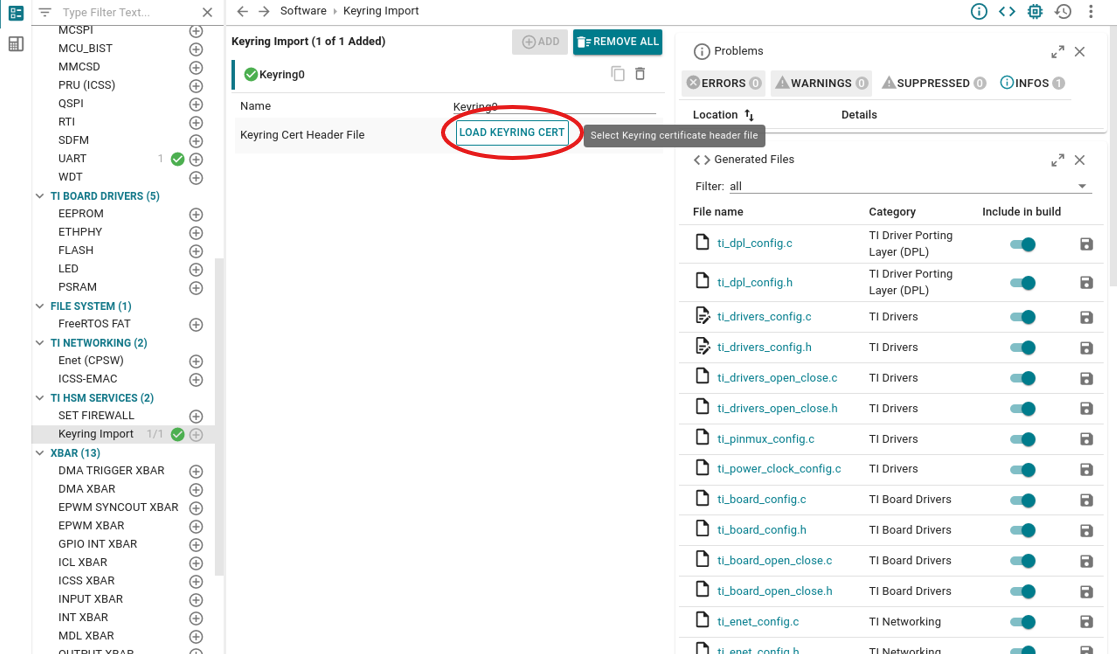 Type Filter Text...
MCSPI
MCU_BIST
MMCSD
PRU (ICSS)
QSPI
RTI
SDFM
UART 1
WDT
TI BOARD DRIVERS (5)
EEPROM
ETHPHY
FLASH
LED
PSRAM
FILE SYSTEM (1)
FreeRTOS FAT
TI NETWORKING (2)
Enet (CPSW)
ICSS-EMAC
TI HSM SERVICES (2)
SET FIREWALL
Keyring Import 1/1
XBAR (13)
DMA TRIGGER XBAR
DMA XBAR
EPWM SYNCOUT XBAR
EPWM XBAR
GPIO INT XBAR
ICL XBAR
ICSS XBAR
INPUT XBAR
INT XBAR
MDL XBAR
OUTPUT XBAR
Software › Keyring Import
Keyring Import (1 of 1 Added)
ADD
REMOVE ALL
Keyring0
Name Keyring0
Keyring Cert Header File LOAD KEYRING CERT
Select Keyring certificate header file
Problems
ERRORS 0 WARNINGS 0 SUPPRESSED 0 INFOS 1
Location Details
<> Generated Files
Filter: all
File name Category Include in build
ti_dpl_config.c TI Driver Porting
Layer (DPL)
ti_dpl_config.h TI Driver Porting
Layer (DPL)
ti_drivers_config.c TI Drivers
ti_drivers_config.h TI Drivers
ti_drivers_open_close.c TI Drivers
ti_drivers_open_close.h TI Drivers
ti_pinmux_config.c TI Drivers
ti_power_clock_config.c TI Drivers
ti_board_config.c TI Board Drivers
ti_board_config.h TI Board Drivers
ti_board_open_close.c TI Board Drivers
ti_board_open_close.h TI Board Drivers
ti_enet_config.c TI Networking
ti_enet_config.h TI Networking